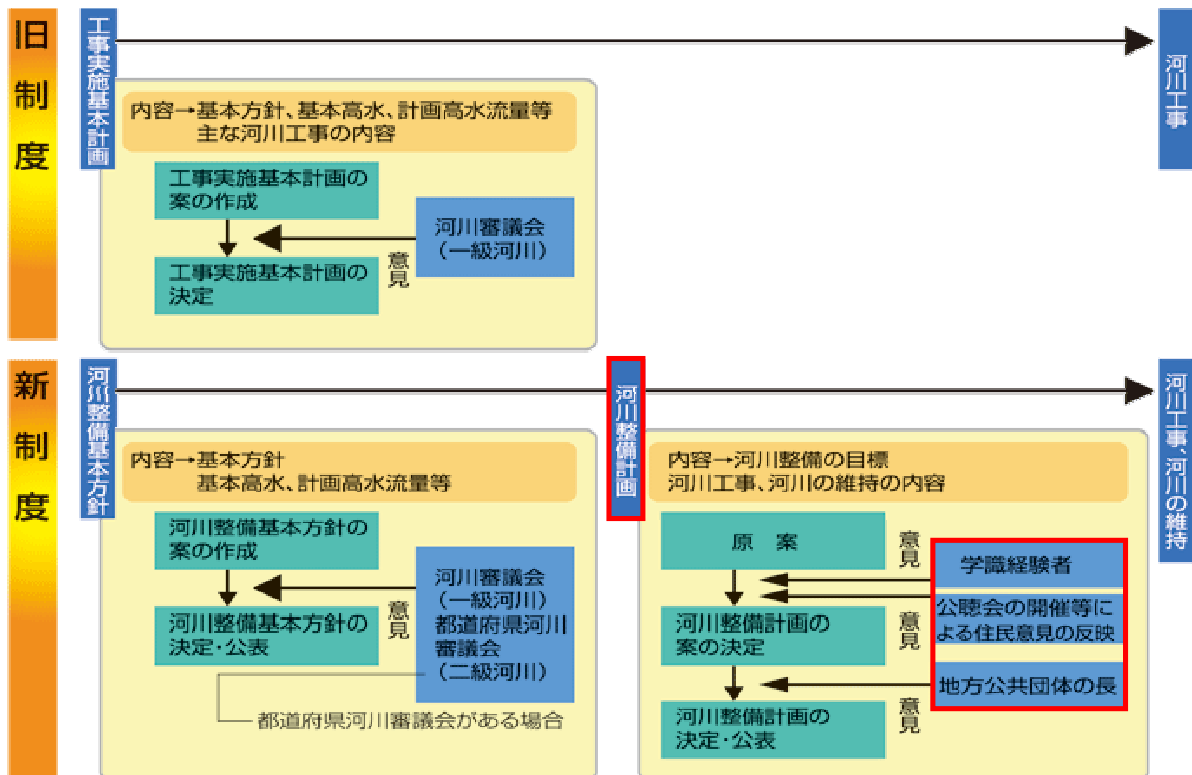 旧制度
工事実施基本計画
河川工事
内容→基本方針、基本高水、計画高水流量等
主な河川工事の内容
工事実施基本計画の
案の作成
河川審議会
(一級河川)
意見
工事実施基本計画の
決定
新制度
河川整備基本方針
河川整備計画
河川工事、河川の維持
内容→基本方針
基本高水、計画高水流量等
河川整備基本方針の
案の作成
河川審議会
(一級河川)
都道府県河川
審議会
(二級河川)
意見
河川整備基本方針の
決定・公表
都道府県河川審議会がある場合
内容→河川整備の目標
河川工事、河川の維持の内容
原 案
意見
学識経験者
公聴会の開催等に
よる住民意見の反映
意見
河川整備計画の
案の決定
地方公共団体の長
意見
河川整備計画の
決定・公表